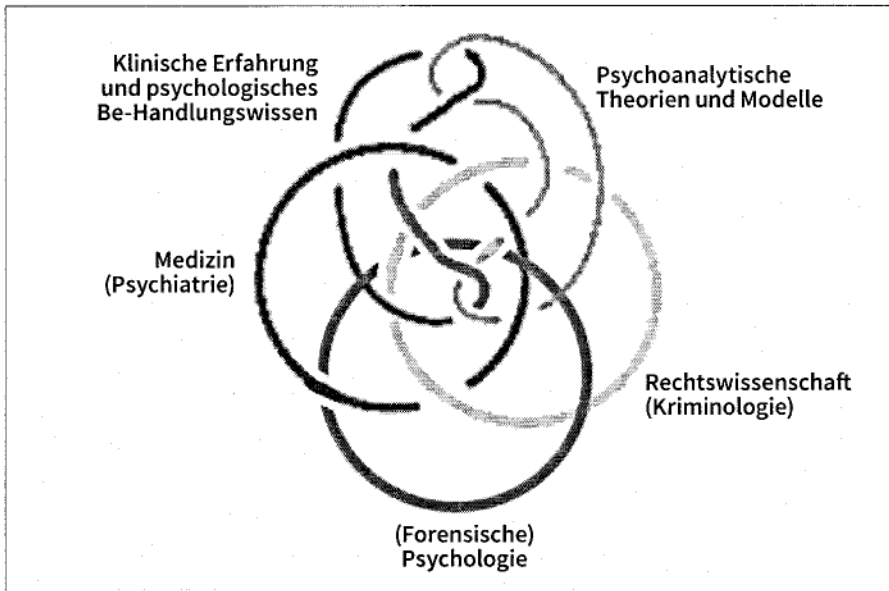 Klinische Erfahrung
und psychologisches
Be-Handlungswissen
Psychoanalytische
Theorien und Modelle
Medizin
(Psychiatrie)
Rechtswissenschaft
(Kriminologie)
(Forensische)
Psychologie